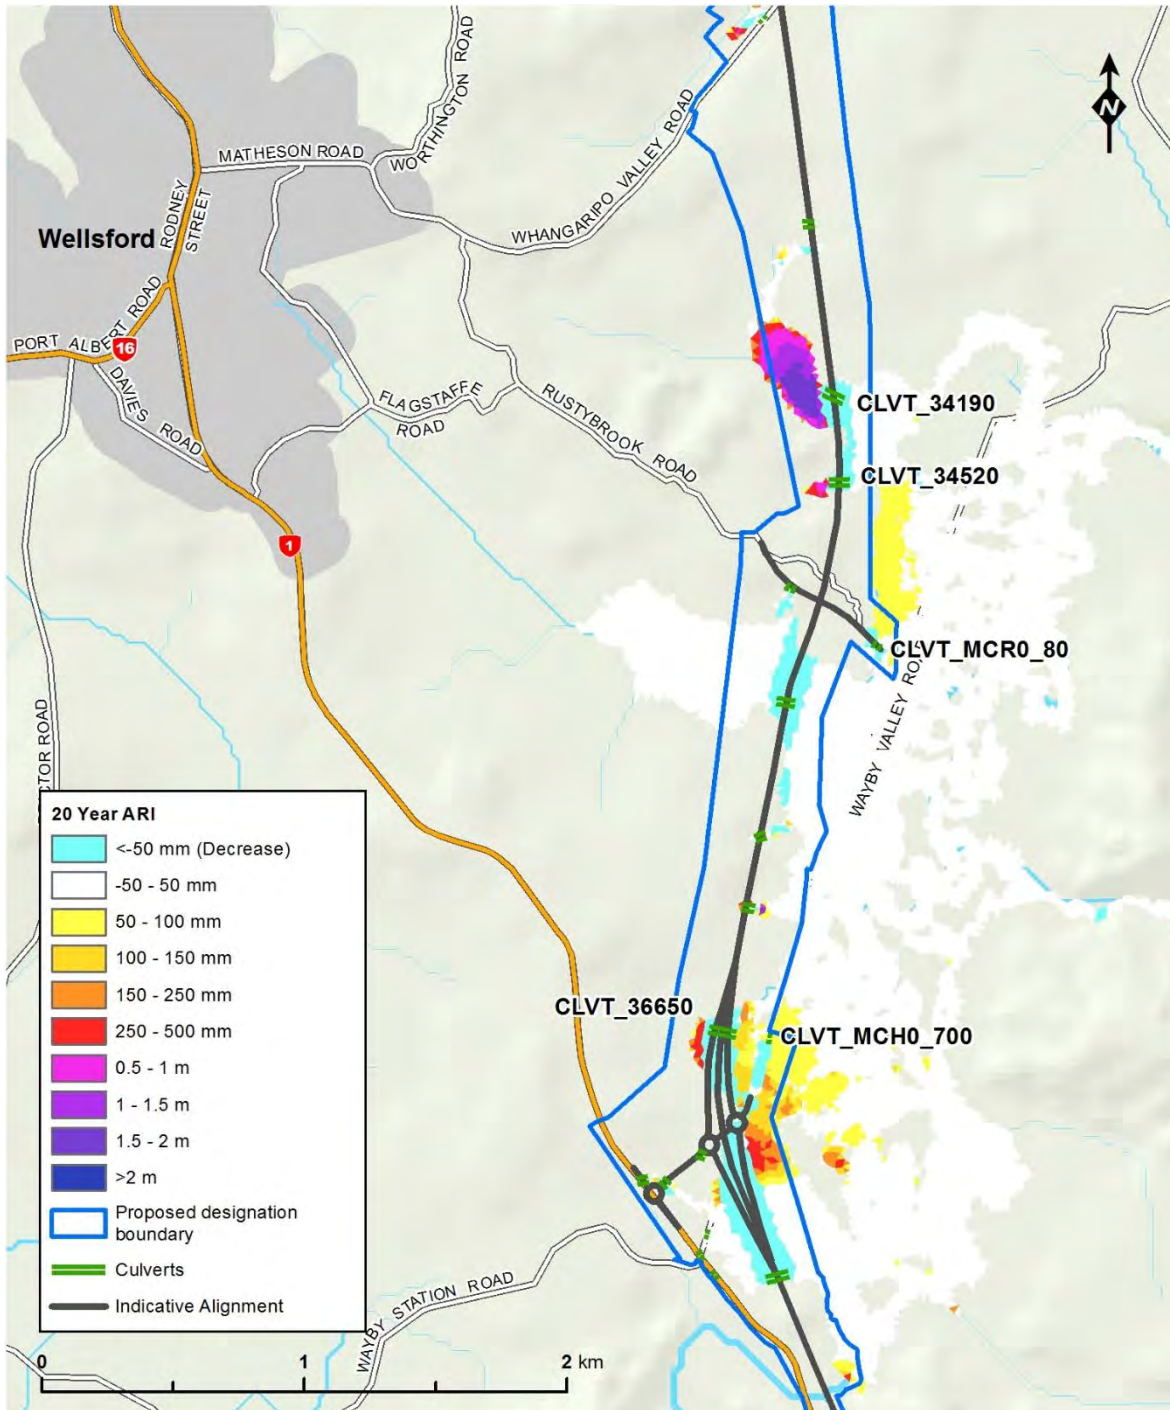 N
MATHESON ROAD
WORTHINGTON ROAD
WHANGARIPO VALLEY ROAD
RODNEY
STREET
Wellsford
PORT ALBERT ROAD
16
DAVIES ROAD
FLAGSTAFFE
ROAD
RUSTYBROOK ROAD
CLVT_34190
CLVT_34520
1
CLVT_MCR0_80
WAYBY VALLEY ROAD
CTOR ROAD
20 Year ARI
<-50 mm (Decrease)
-50 - 50 mm
50 - 100 mm
100 - 150 mm
150 - 250 mm
250 - 500 mm
0.5 - 1 m
1 - 1.5 m
1.5 - 2 m
>2 m
Proposed designation
boundary
Culverts
Indicative Alignment
CLVT_36650
CLVT_MCH0_700
WAYBY STATION ROAD
0 1 2 km